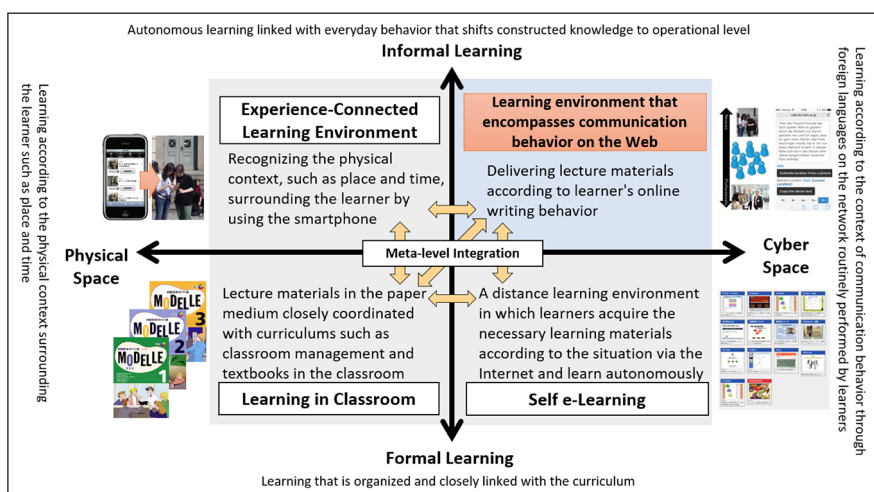 Autonomous learning linked with everyday behavior that shifts constructed knowledge to operational level
Informal Learning
Learning according to the physical context surrounding
the learner such as place and time
Experience-Connected
Learning Environment
Recognizing the physical
context, such as place and time,
surrounding the learner by
using the smartphone
Learning environment that
encompasses communication
behavior on the Web
Delivering lecture materials
according to learner's online
writing behavior
Learning according to the context of communication behavior through
foreign languages on the network routinely performed by learners
Physical
Space
Meta-level Integration
Cyber
Space
Lecture materials in the paper
medium closely coordinated
with curriculums such as
classroom management and
textbooks in the classroom
Learning in Classroom
A distance learning environment
in which learners acquire the
necessary learning materials
according to the situation via the
Internet and learn autonomously
Self e-Learning
MODELLE
3
MODELLE
2
MODELLE
1
Estimate location from a picture
Copy the above text
Formal Learning
Learning that is organized and closely linked with the curriculum